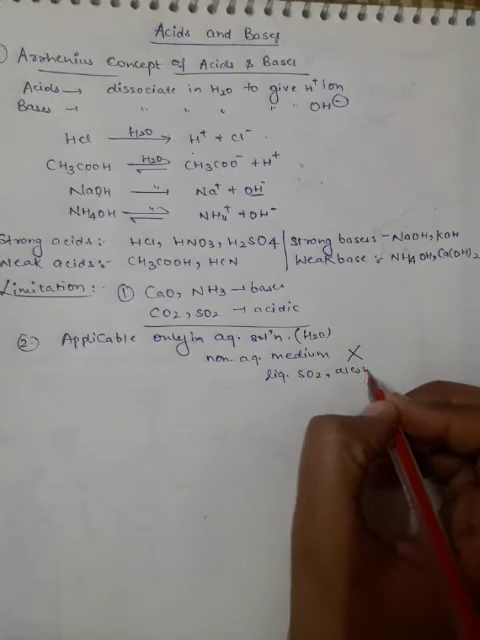 Acids and Bases
① Arrhenius Concept of Acids & Bases
Acids → dissociate in H2O to give H+ ion
Bases → " " " " " OH⊖
HCl H2O→ H+ + Cl-
CH3COOH H2O⇌ CH3COO- + H+
NaOH "→ Na+ + OH-
NH4OH "⇌ NH4+ + OH-
Strong acids:- HCl, HNO3, H2SO4 | Strong bases:- NaOH, KOH
Weak acids:- CH3COOH, HCN | Weak base: NH4OH, Ca(OH)2
Limitation:- ① CaO, NH3 → bases
CO2, SO2 → acidic
②. Applicable only in aq. sol'n. (H2O)
non. aq. medium X
liq. SO2, alcoh